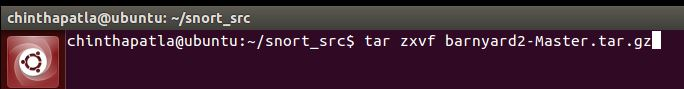 chinthapatla@ubuntu: ~/snort_src
chinthapatla@ubuntu:~/snort_src$ tar zxvf barnyard2-Master.tar.gz